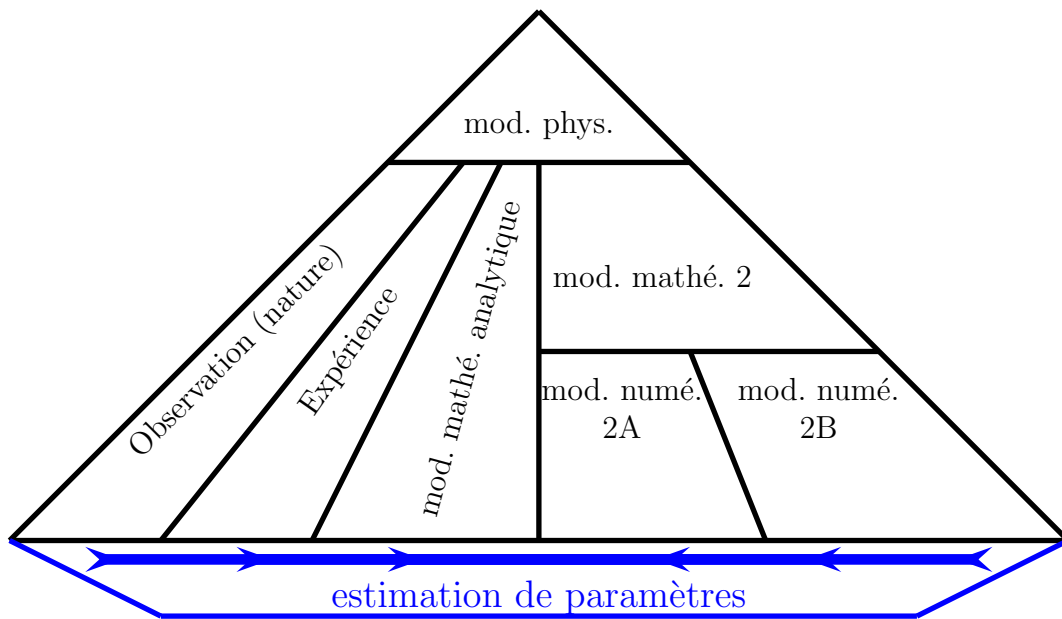 mod. phys.
Observation (nature)
Expérience
mod. mathé. analytique
mod. mathé. 2
mod. numé.
2A
mod. numé.
2B
estimation de paramètres